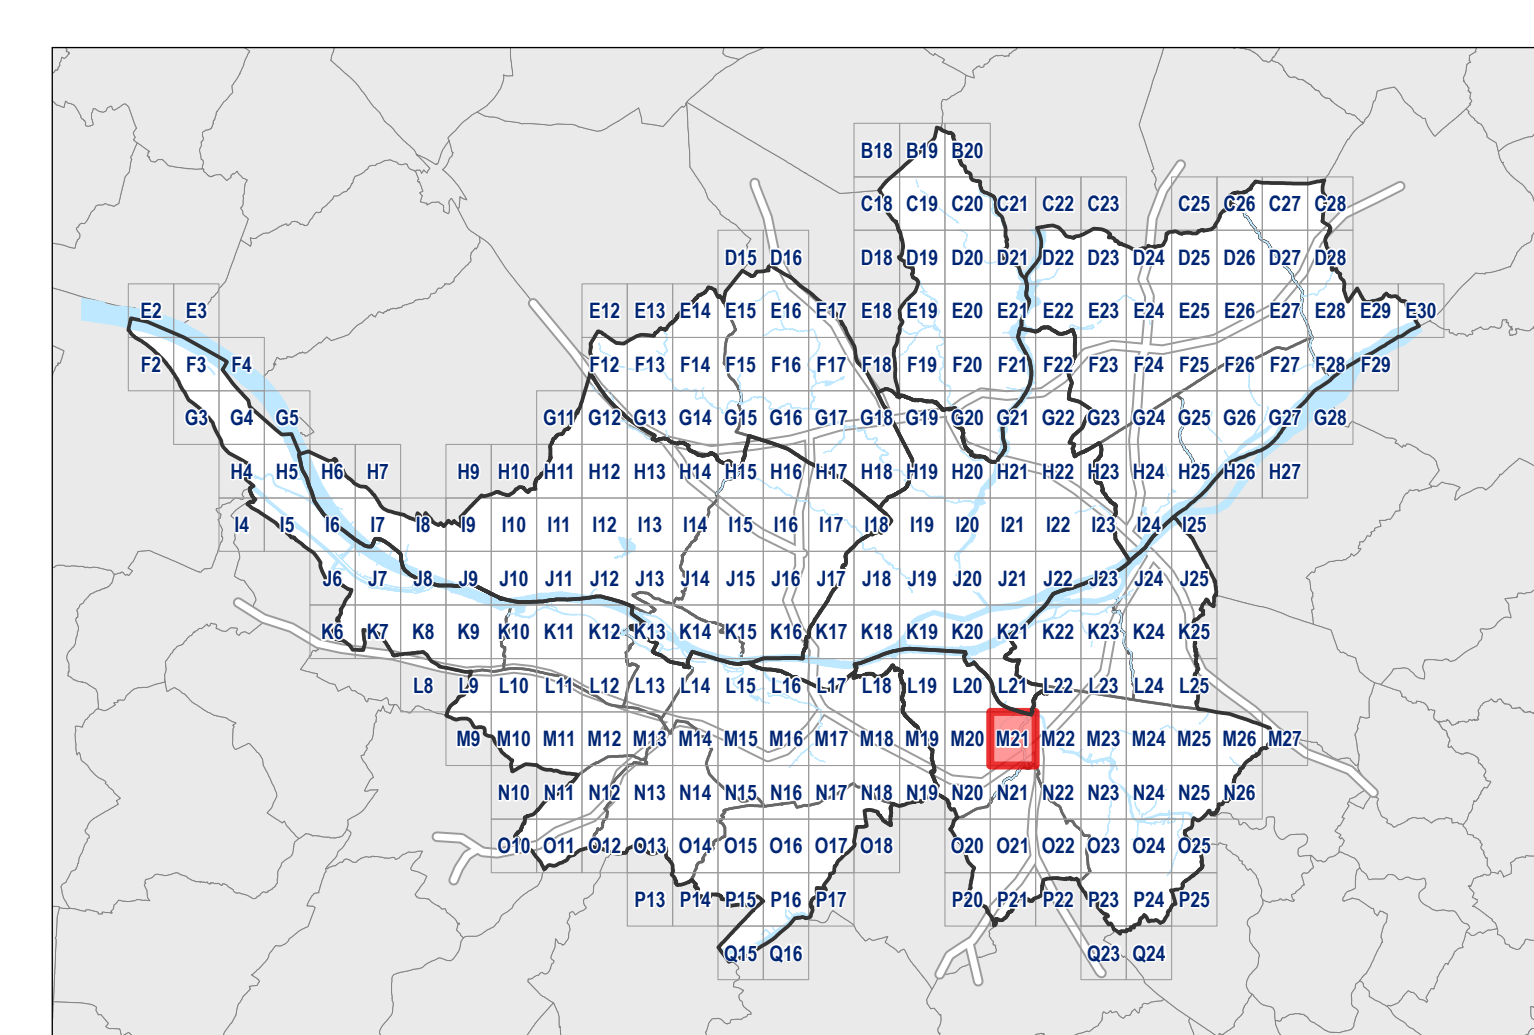 B18 B19 B20
C18 C19 C20 C21 C22 C23 C25 C26 C27 C28
D15 D16 D18 D19 D20 D21 D22 D23 D24 D25 D26 D27 D28
E2 E3 E12 E13 E14 E15 E16 E17 E18 E19 E20 E21 E22 E23 E24 E25 E26 E27 E28 E29 E30
F2 F3 F4 F12 F13 F14 F15 F16 F17 F18 F19 F20 F21 F22 F23 F24 F25 F26 F27 F28 F29
G3 G4 G5 G11 G12 G13 G14 G15 G16 G17 G18 G19 G20 G21 G22 G23 G24 G25 G26 G27 G28
H4 H5 H6 H7 H9 H10 H11 H12 H13 H14 H15 H16 H17 H18 H19 H20 H21 H22 H23 H24 H25 H26 H27
I4 I5 I6 I7 I8 I9 I10 I11 I12 I13 I14 I15 I16 I17 I18 I19 I20 I21 I22 I23 I24 I25
J6 J7 J8 J9 J10 J11 J12 J13 J14 J15 J16 J17 J18 J19 J20 J21 J22 J23 J24 J25
K6 K7 K8 K9 K10 K11 K12 K13 K14 K15 K16 K17 K18 K19 K20 K21 K22 K23 K24 K25
L8 L9 L10 L11 L12 L13 L14 L15 L16 L17 L18 L19 L20 L21 L22 L23 L24 L25
M9 M10 M11 M12 M13 M14 M15 M16 M17 M18 M19 M20 M21 M22 M23 M24 M25 M26 M27
N10 N11 N12 N13 N14 N15 N16 N17 N18 N19 N20 N21 N22 N23 N24 N25 N26
O10 O11 O12 O13 O14 O15 O16 O17 O18 O20 O21 O22 O23 O24 O25
P13 P14 P15 P16 P17 P20 P21 P22 P23 P24 P25
Q15 Q16 Q23 Q24